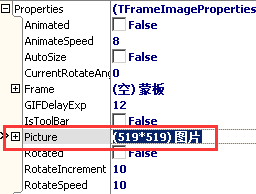 Properties (TFrameImageProperties
Animated False
AnimateSpeed 8
AutoSize False
CurrentRotateAng 0
Frame (空) 蒙板
GIFDelayExp 12
IsToolBar False
Picture (519*519) 图片
Rotated False
RotateIncrement 10
RotateSpeed 10